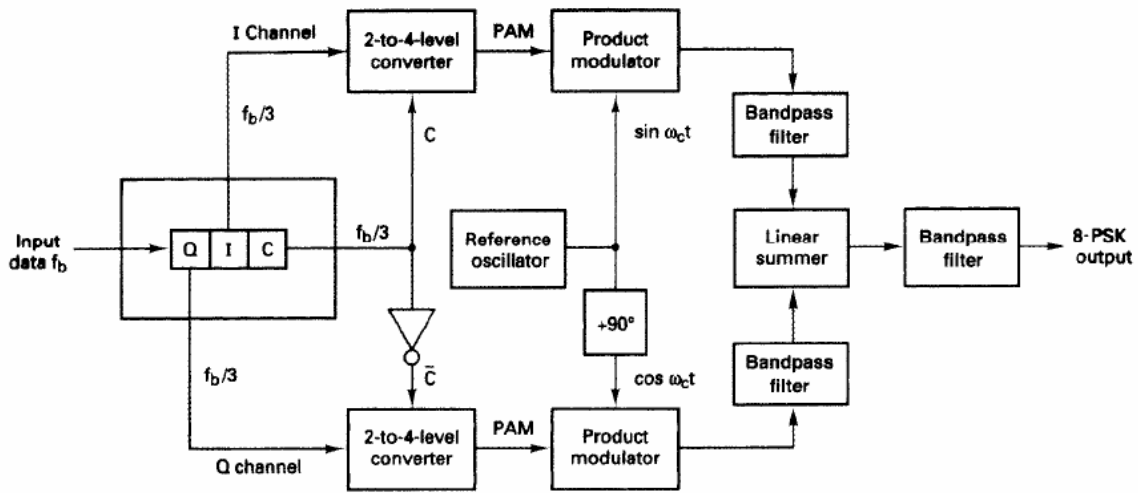 I Channel
2-to-4-level
converter
PAM
Product
modulator
f_b/3
C
sin ω_ct
Bandpass
filter
Input
data f_b
Q I C
f_b/3
Reference
oscillator
Linear
summer
Bandpass
filter
8-PSK
output
+90°
f_b/3
C̄
cos ω_ct
Bandpass
filter
Q channel
2-to-4-level
converter
PAM
Product
modulator